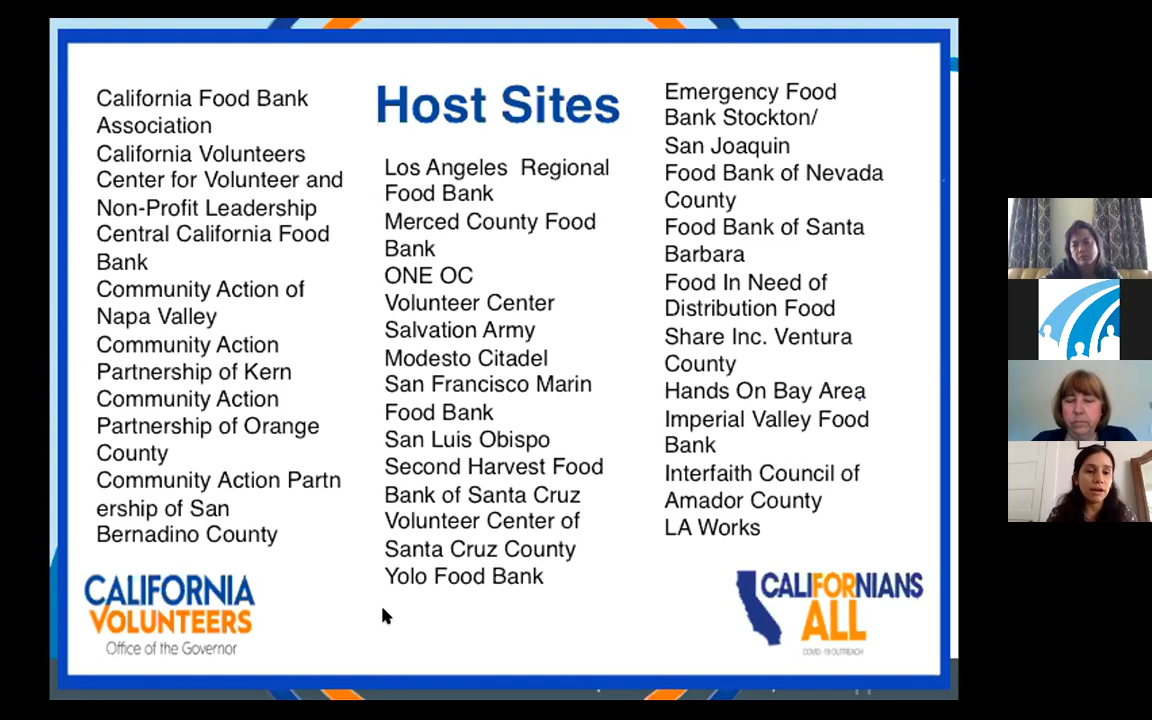 California Food Bank
Association
California Volunteers
Center for Volunteer and
Non-Profit Leadership
Central California Food
Bank
Community Action of
Napa Valley
Community Action
Partnership of Kern
Community Action
Partnership of Orange
County
Community Action Partn
ership of San
Bernadino County
Host Sites
Los Angeles Regional
Food Bank
Merced County Food
Bank
ONE OC
Volunteer Center
Salvation Army
Modesto Citadel
San Francisco Marin
Food Bank
San Luis Obispo
Second Harvest Food
Bank of Santa Cruz
Volunteer Center of
Santa Cruz County
Yolo Food Bank
Emergency Food
Bank Stockton/
San Joaquin
Food Bank of Nevada
County
Food Bank of Santa
Barbara
Food In Need of
Distribution Food
Share Inc. Ventura
County
Hands On Bay Area
Imperial Valley Food
Bank
Interfaith Council of
Amador County
LA Works
CALIFORNIA
VOLUNTEERS
Office of the Governor
CALIFORNIANS
ALL
COVID-19 OUTREACH